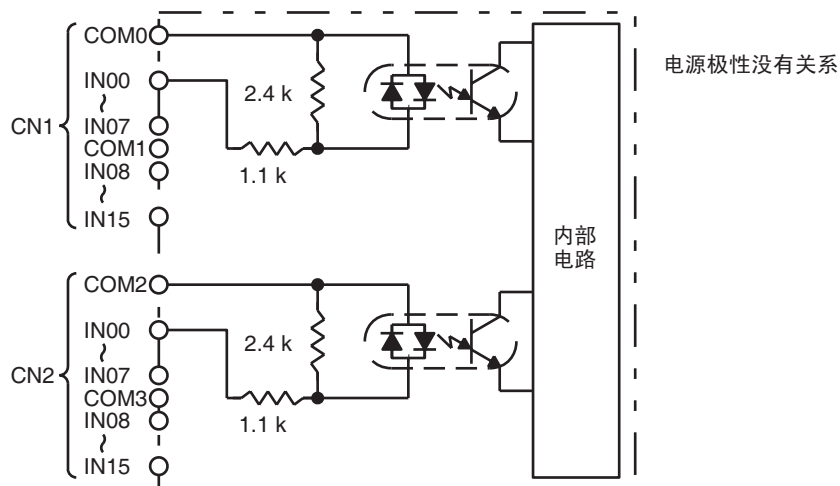 COM0
IN00
~
IN07
COM1
IN08
~
IN15
CN1
2.4 k
1.1 k
电源极性没有关系
内部
电路
COM2
IN00
~
IN07
COM3
IN08
~
IN15
CN2
2.4 k
1.1 k